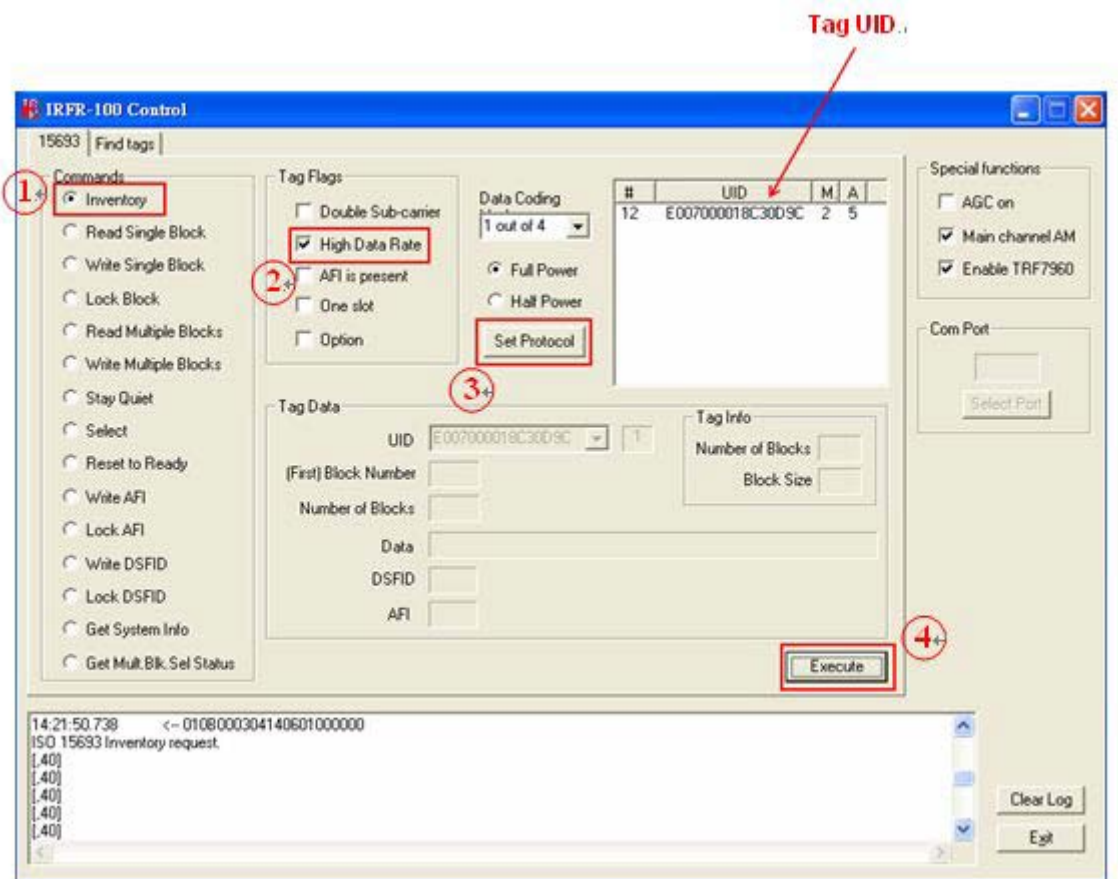 Tag UID
IRFR-100 Control
15693 Find tags
Commands
1 Inventory
Read Single Block
Write Single Block
Lock Block
Read Multiple Blocks
Write Multiple Blocks
Stay Quiet
Select
Reset to Ready
Write AFI
Lock AFI
Write DSFID
Lock DSFID
Get System Info
Get Mult.Blk.Sel Status
Tag Flags
Double Sub-carrier
High Data Rate
2 AFI is present
One slot
Option
Data Coding
1 out of 4
Full Power
Half Power
Set Protocol
3
# UID M A
12 E007000018C30D9C 2 5
Special functions
AGC on
Main channel AM
Enable TRF7960
Com Port
Select Port
Tag Data
UID E007000018C30D9C 1
(First) Block Number
Number of Blocks
Data
DSFID
AFI
Tag Info
Number of Blocks
Block Size
4
Execute
14:21:50.738 <-- 010B000304140601000000
ISO 15693 Inventory request.
[,40]
[,40]
[,40]
[,40]
[,40]
Clear Log
Exit